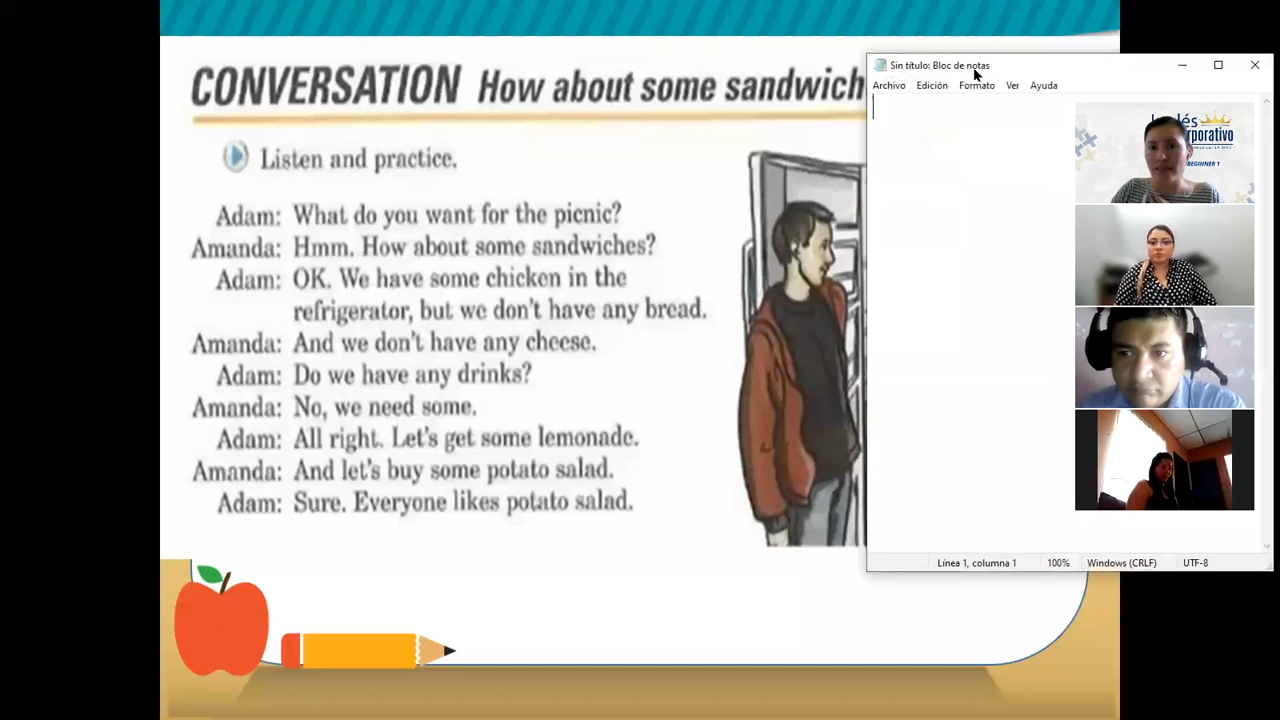 CONVERSATION How about some sandwich
Listen and practice.
Adam: What do you want for the picnic?
Amanda: Hmm. How about some sandwiches?
Adam: OK. We have some chicken in the
refrigerator, but we don't have any bread.
Amanda: And we don't have any cheese.
Adam: Do we have any drinks?
Amanda: No, we need some.
Adam: All right. Let's get some lemonade.
Amanda: And let's buy some potato salad.
Adam: Sure. Everyone likes potato salad.
Sin título: Bloc de notas
Archivo Edición Formato Ver Ayuda
BEGINNER 1
Línea 1, columna 1 100% Windows (CRLF) UTF-8